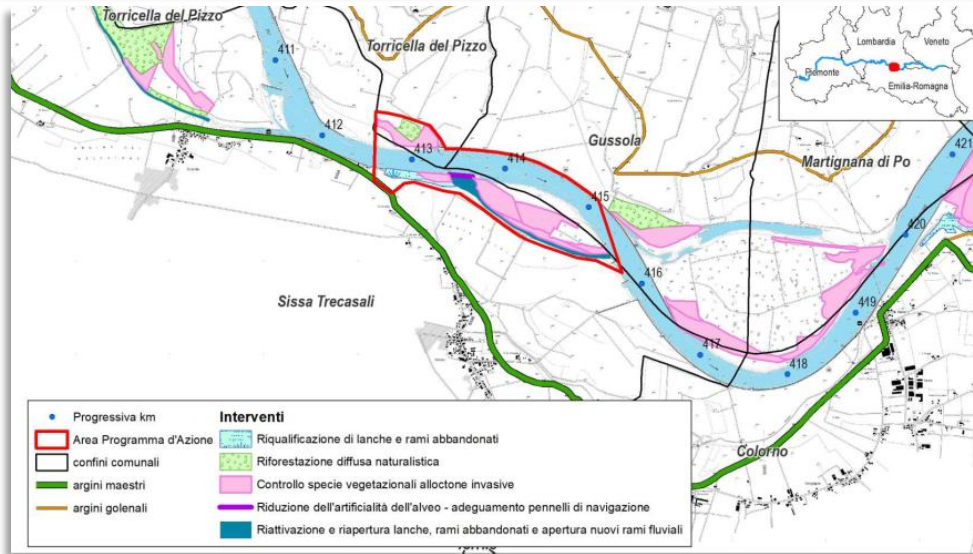 Torricella del Pizzo
Torricella del Pizzo
Lombardia
Veneto
Piemonte
Emilia-Romagna
411
412
413
414
415
416
417
418
419
420
421
Gussola
Martignana di Po
Sissa Trecasali
Colorno
Progressiva km
Area Programma d'Azione
confini comunali
argini maestri
argini golenali
Interventi
Riqualificazione di lanche e rami abbandonati
Riforestazione diffusa naturalistica
Controllo specie vegetazionali alloctone invasive
Riduzione dell'artificialità dell'alveo - adeguamento pennelli di navigazione
Riattivazione e riapertura lanche, rami abbandonati e apertura nuovi rami fluviali